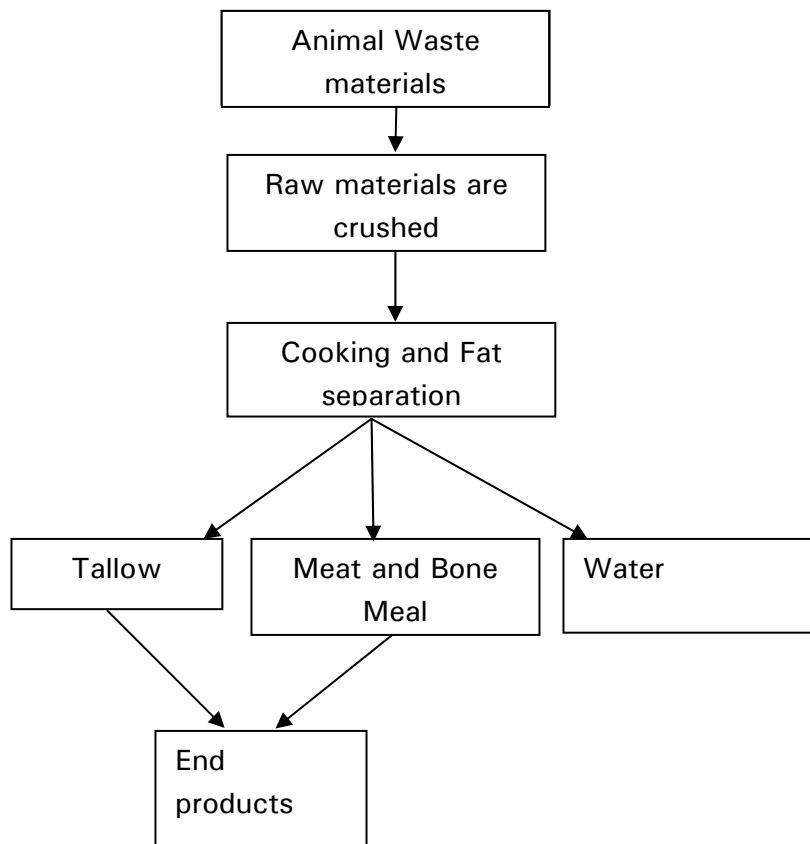 Animal Waste
materials
Raw materials are
crushed
Cooking and Fat
separation
Tallow
Meat and Bone
Meal
Water
End
products